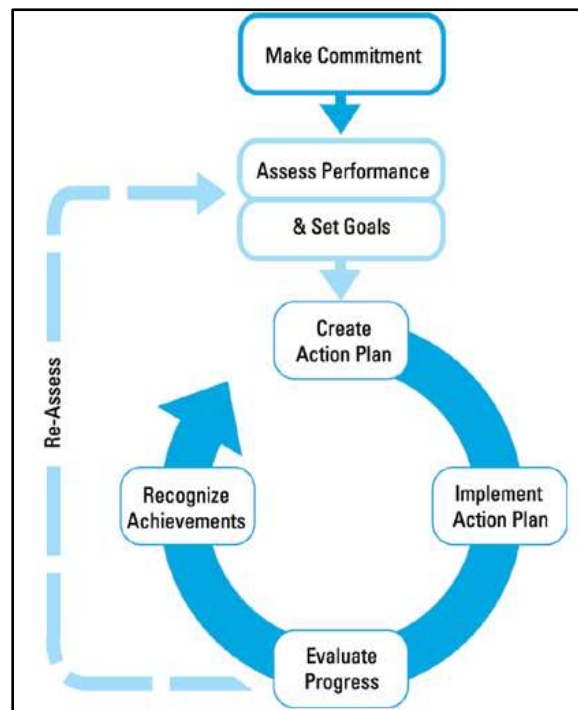 Make Commitment
Assess Performance
& Set Goals
Create
Action Plan
Re-Assess
Recognize
Achievements
Implement
Action Plan
Evaluate
Progress